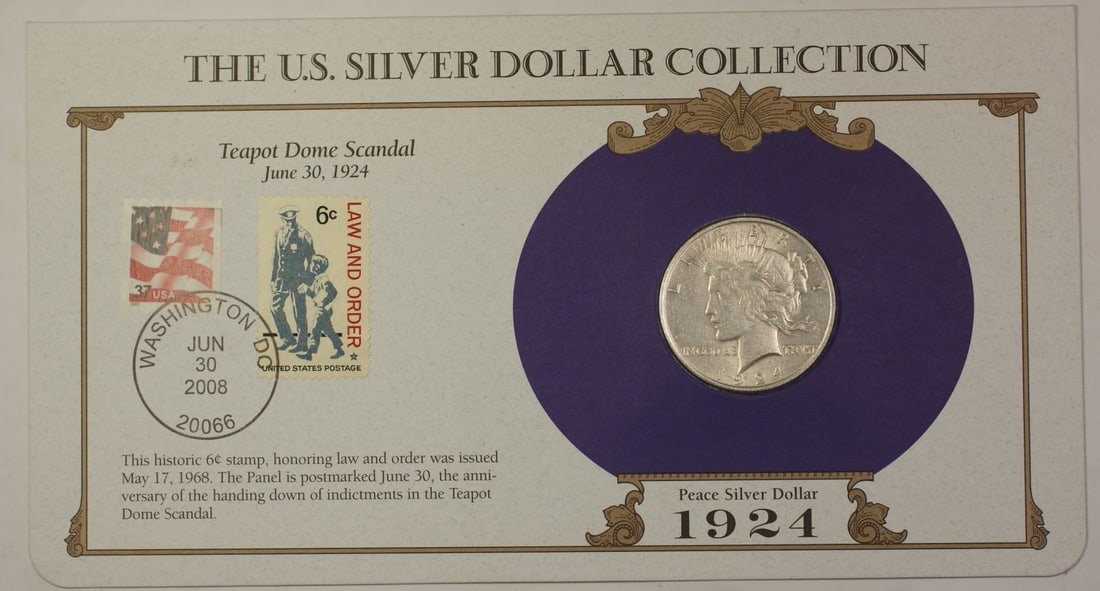 THE U.S. SILVER DOLLAR COLLECTION
Teapot Dome Scandal
June 30, 1924
37 USA
6c
LAW AND ORDER
UNITED STATES POSTAGE
WASHINGTON DC
JUN
30
2008
20066
This historic 6¢ stamp, honoring law and order was issued
May 17, 1968. The Panel is postmarked June 30, the anni-
versary of the handing down of indictments in the Teapot
Dome Scandal.
L I B E R T Y
IN GOD WE TRVST
1924
Peace Silver Dollar
1924